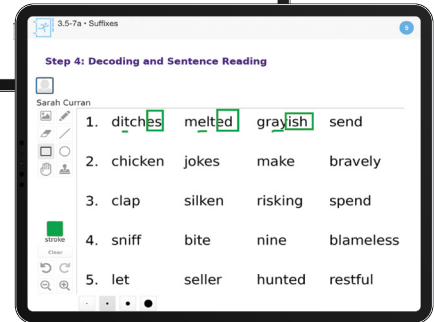 3.5-7a • Suffixes
5
Step 4: Decoding and Sentence Reading
Sarah Curran
1. ditches melted grayish send
2. chicken jokes make bravely
3. clap silken risking spend
4. sniff bite nine blameless
5. let seller hunted restful
stroke
Clear